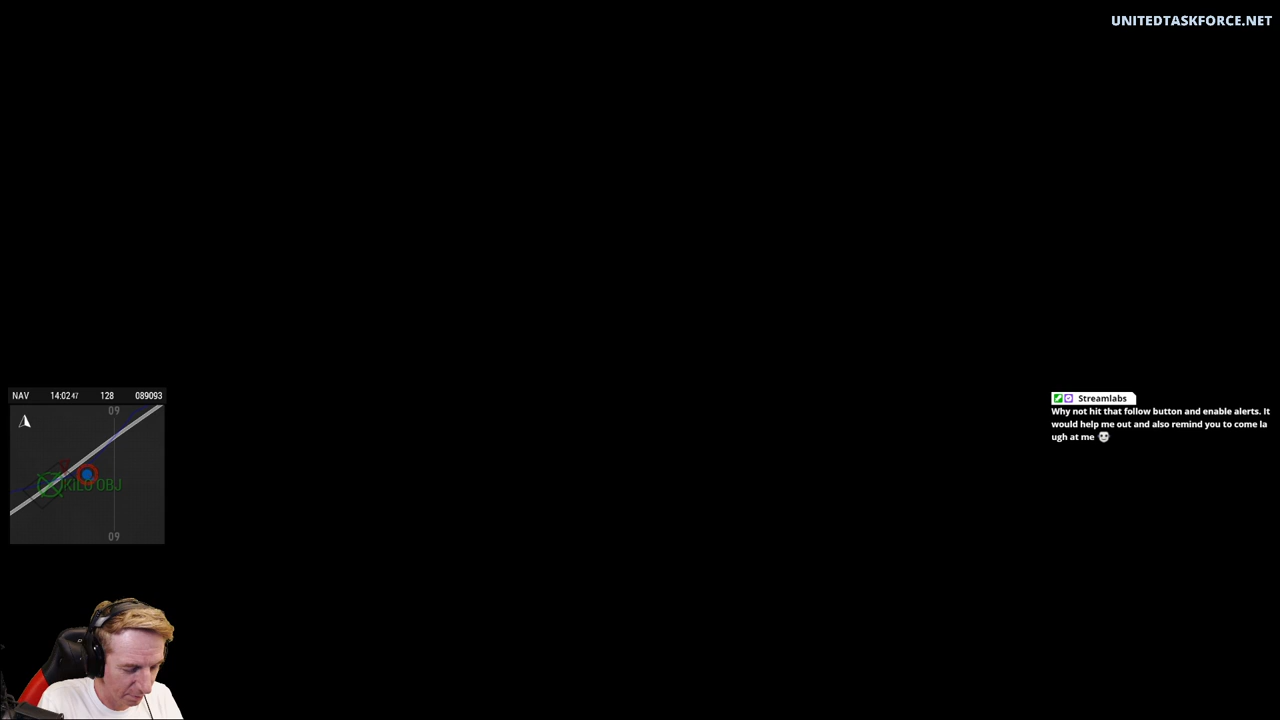 UNITEDTASKFORCE.NET
NAV 14:02 47 128 089093
09
KILO OBJ
09
Streamlabs
Why not hit that follow button and enable alerts. It
would help me out and also remind you to come la
ugh at me